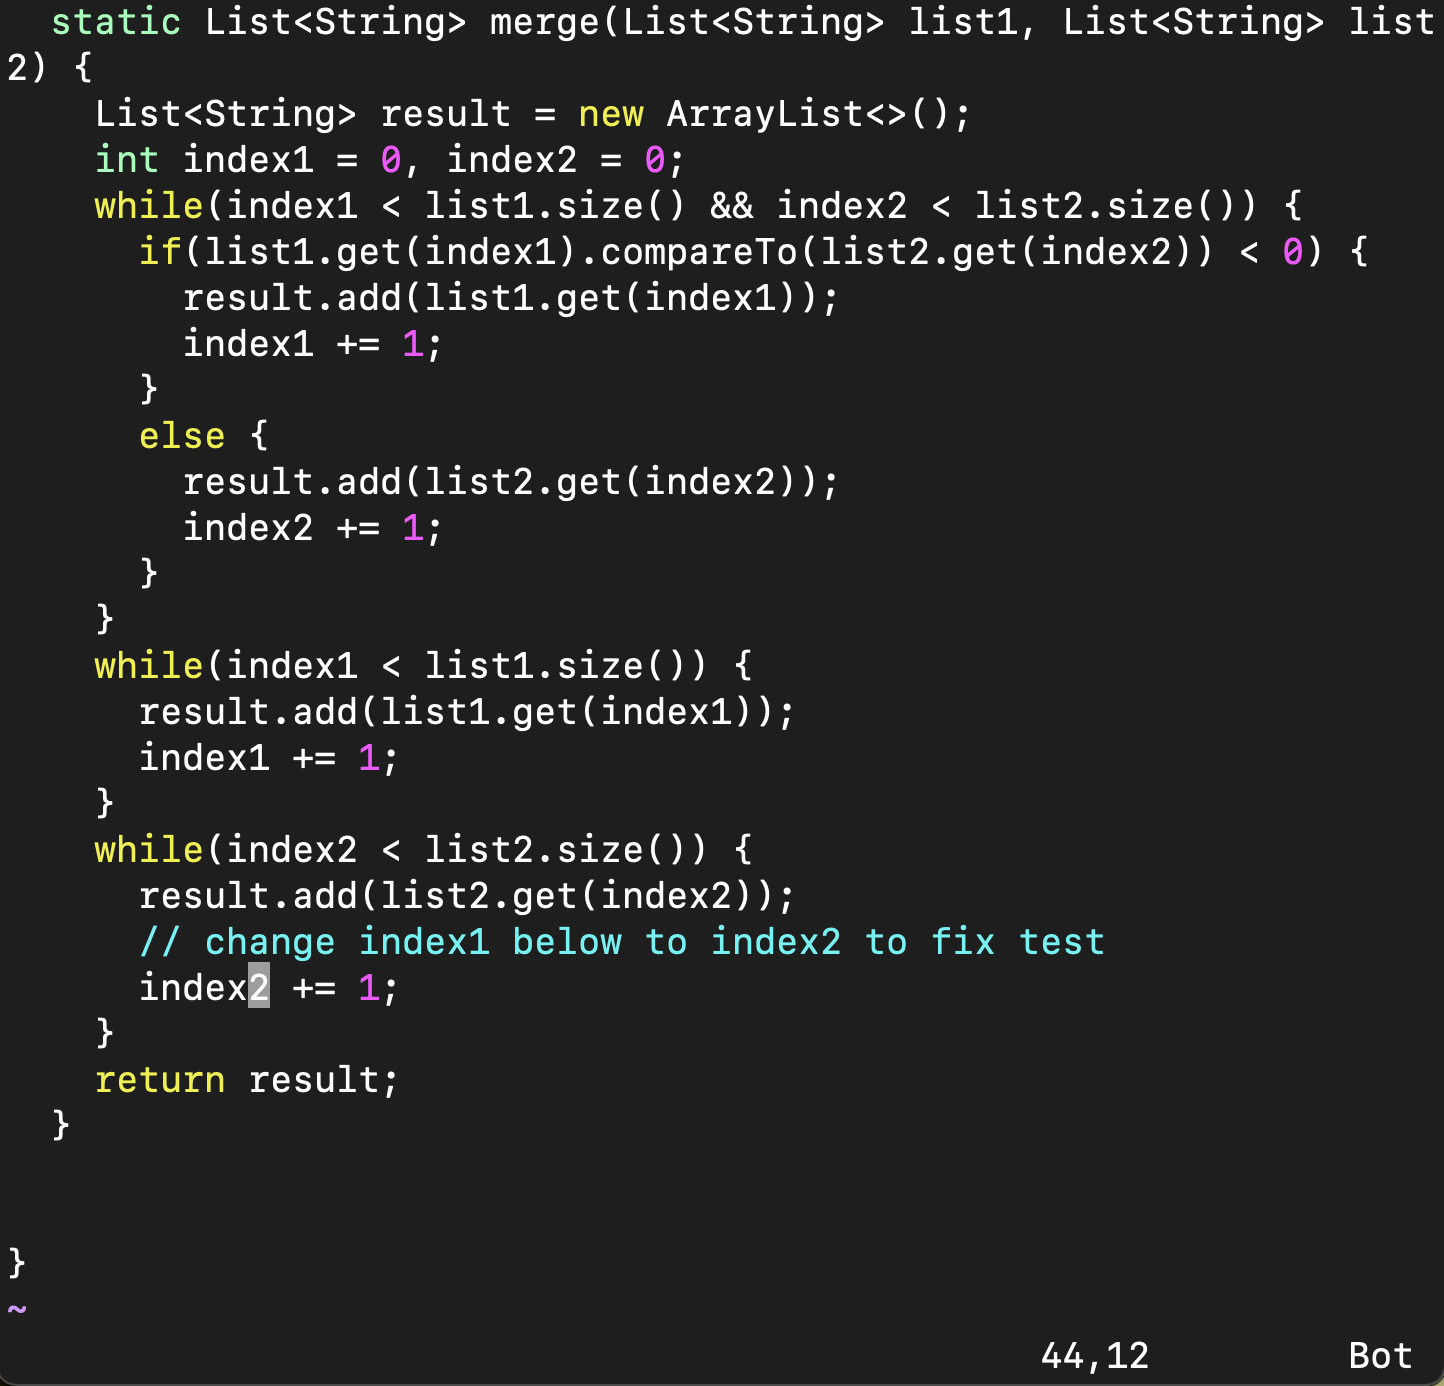 static List<String> merge(List<String> list1, List<String> list
2) {
    List<String> result = new ArrayList<>();
    int index1 = 0, index2 = 0;
    while(index1 < list1.size() && index2 < list2.size()) {
      if(list1.get(index1).compareTo(list2.get(index2)) < 0) {
        result.add(list1.get(index1));
        index1 += 1;
      }
      else {
        result.add(list2.get(index2));
        index2 += 1;
      }
    }
    while(index1 < list1.size()) {
      result.add(list1.get(index1));
      index1 += 1;
    }
    while(index2 < list2.size()) {
      result.add(list2.get(index2));
      // change index1 below to index2 to fix test
      index2 += 1;
    }
    return result;
  }
}
~
44,12 Bot